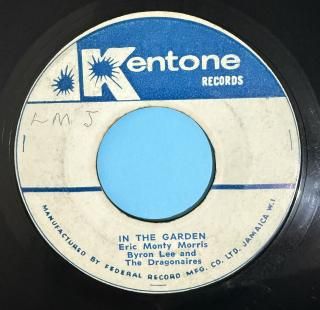 Kentone
RECORDS
L M J
IN THE GARDEN
Eric Monty Morris
Byron Lee and
The Dragonaires
MANUFACTURED BY FEDERAL RECORD MFG. CO. LTD. JAMAICA W.I.